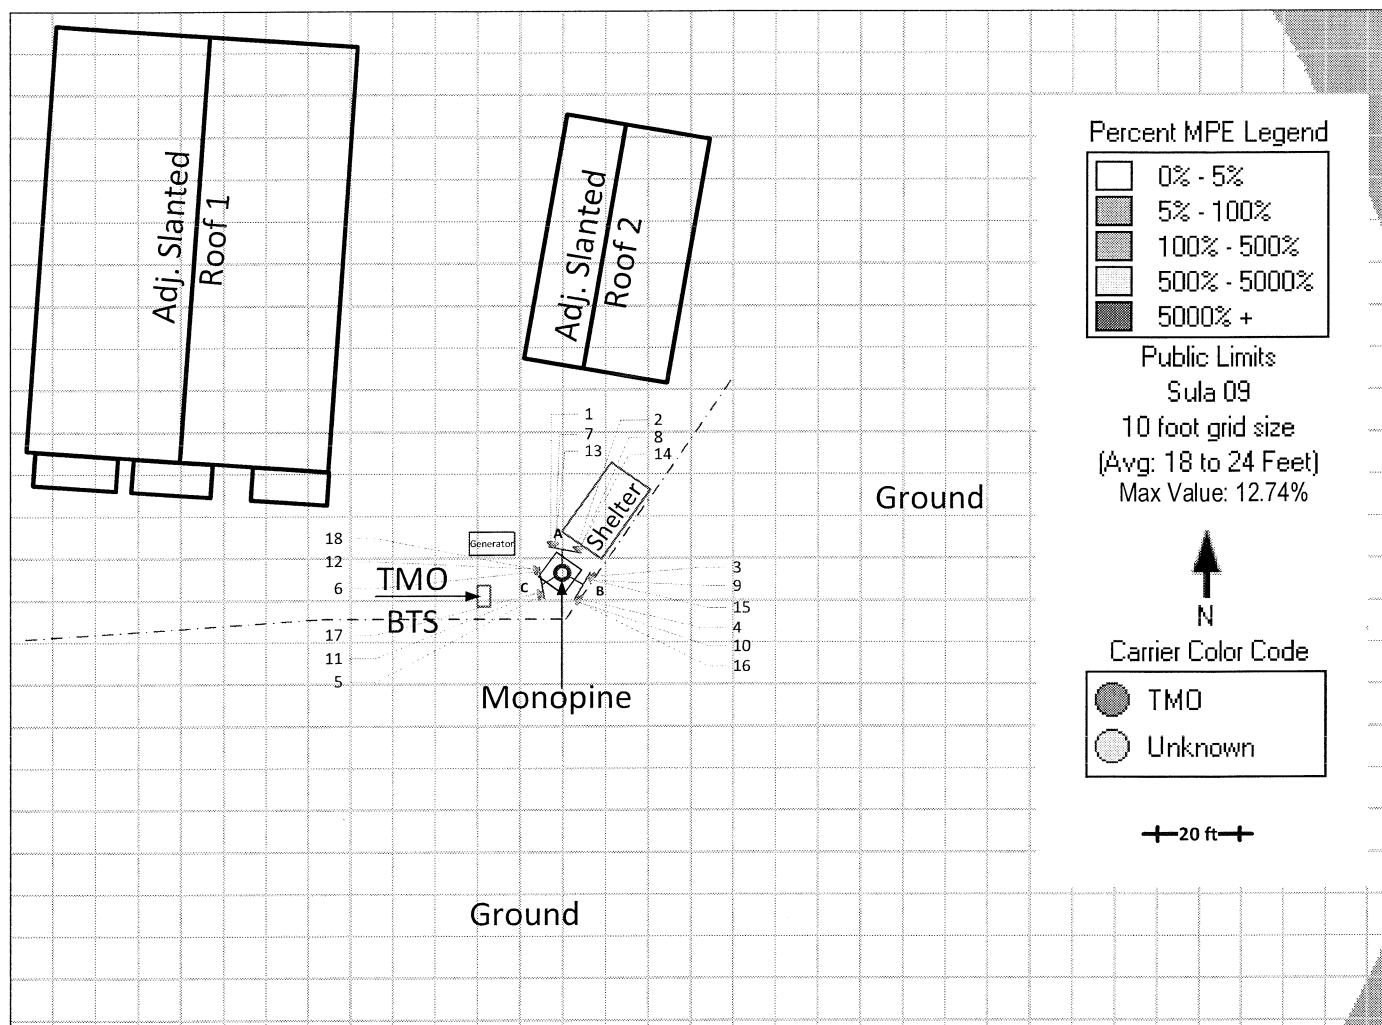 Adj. Slanted
Roof 1
Adj. Slanted
Roof 2
Percent MPE Legend
0% - 5%
5% - 100%
100% - 500%
500% - 5000%
5000% +
Public Limits
Sula 09
10 foot grid size
(Avg: 18 to 24 Feet)
Max Value: 12.74%
N
Carrier Color Code
TMO
Unknown
20 ft
1
7
13
2
8
14
Shelter
Ground
Generator
A
18
12
6
TMO
BTS
C
B
3
9
15
4
10
16
17
11
5
Monopine
Ground